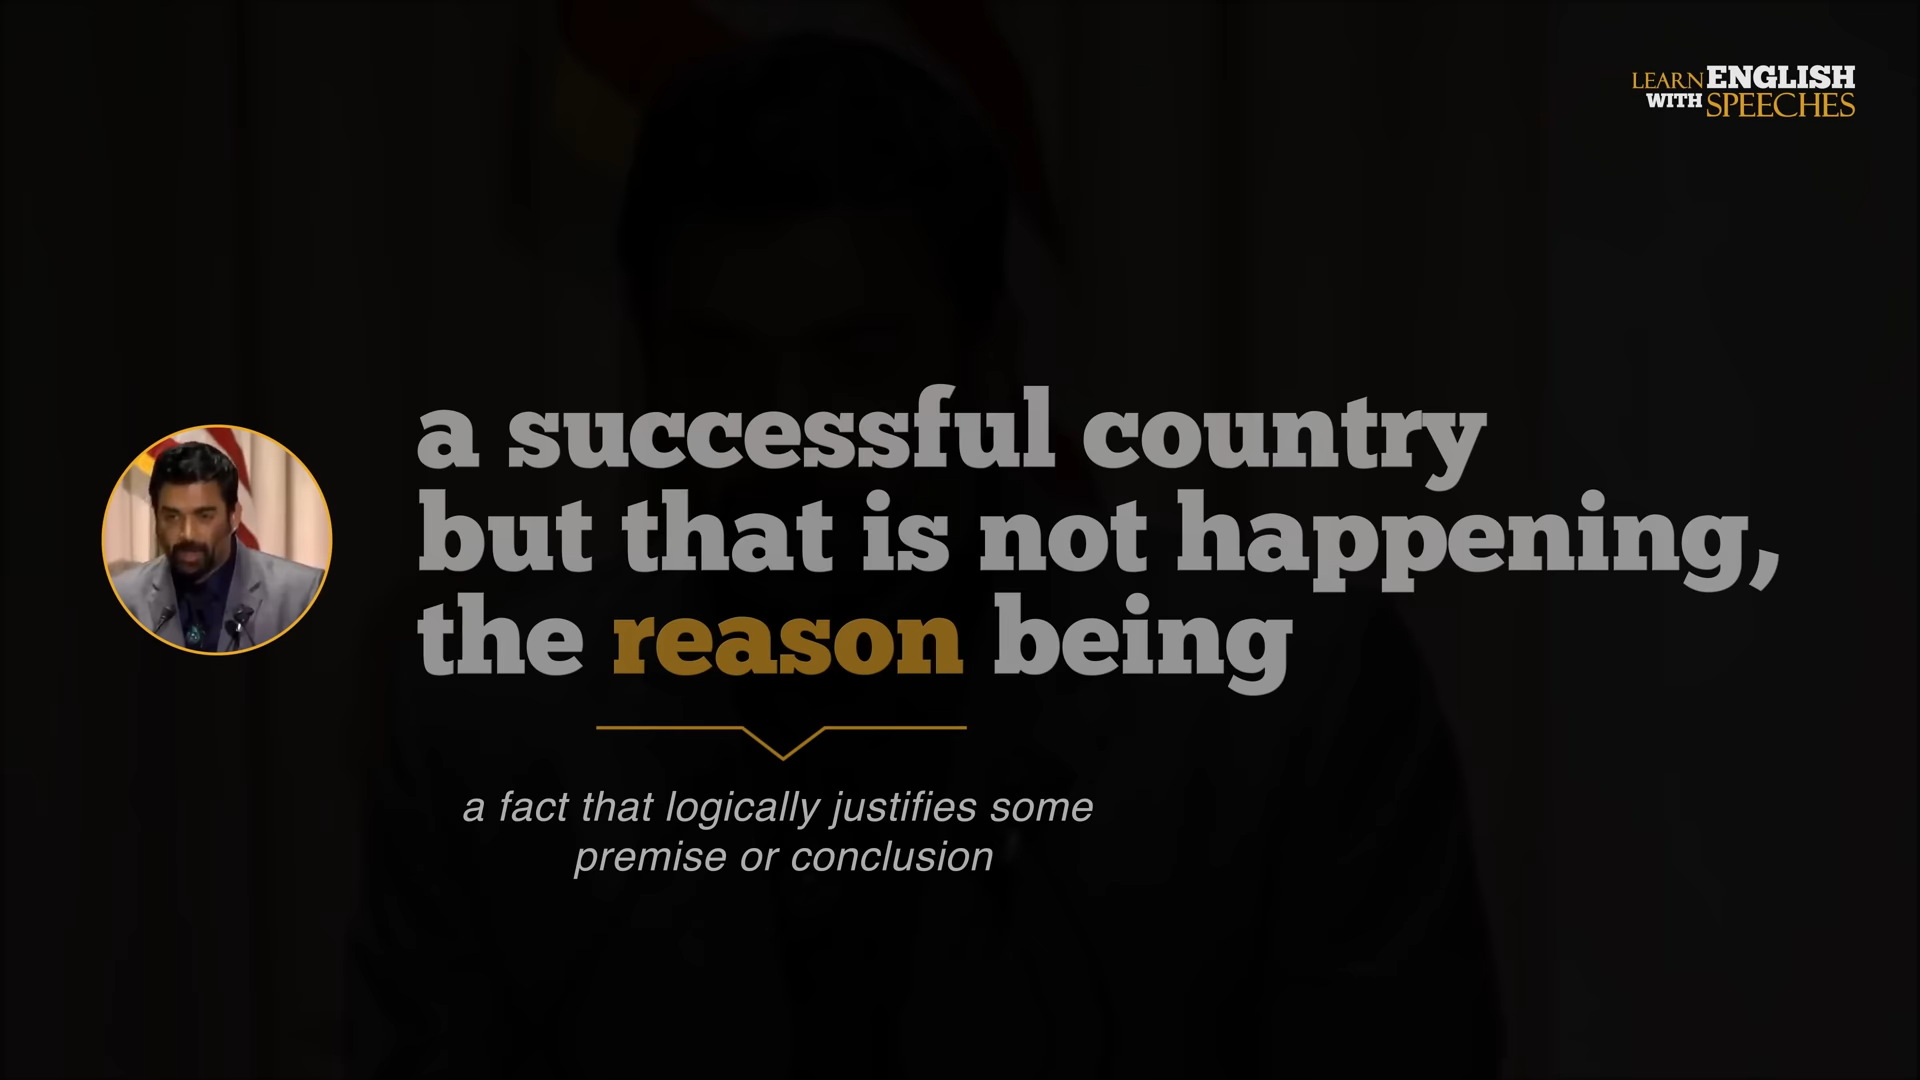 LEARN ENGLISH
WITH SPEECHES
a successful country
but that is not happening,
the reason being
a fact that logically justifies some
premise or conclusion